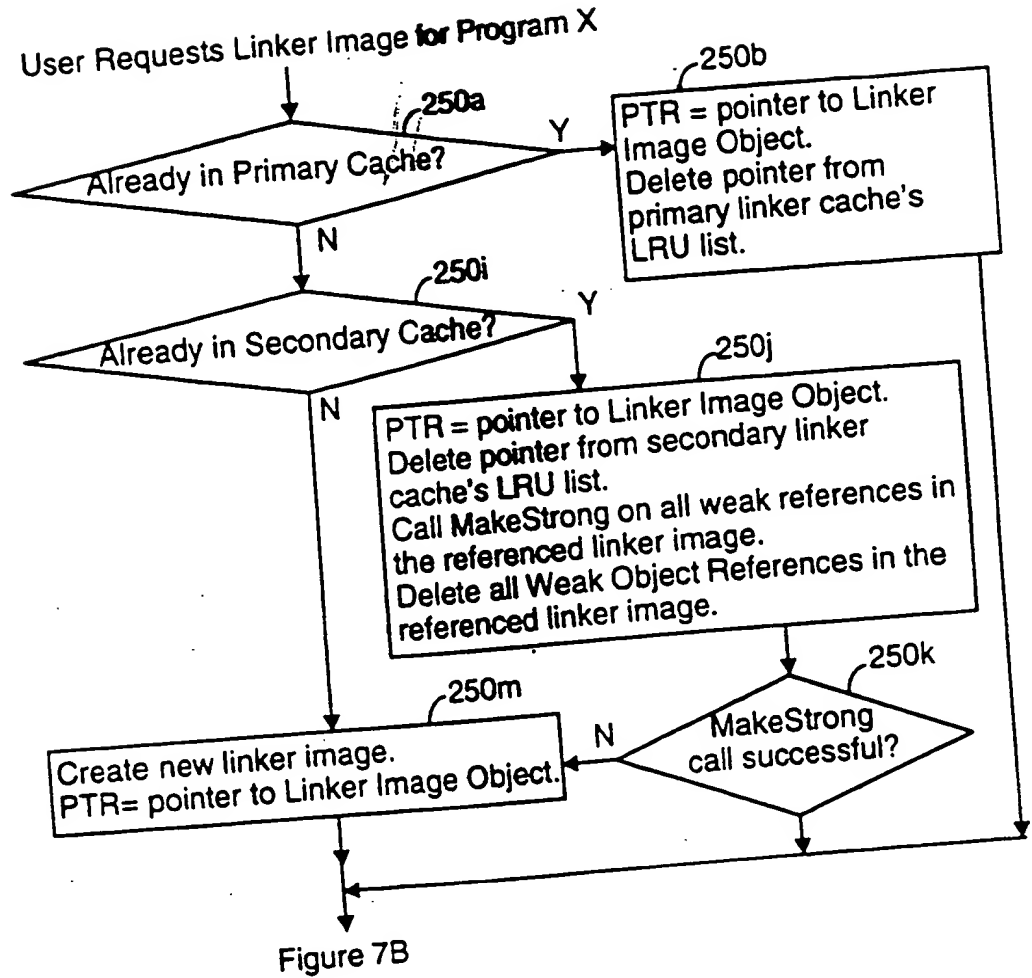 User Requests Linker Image for Program X
250a
Already in Primary Cache?
Y
N
250b
PTR = pointer to Linker
Image Object.
Delete pointer from
primary linker cache's
LRU list.
250i
Already in Secondary Cache?
Y
N
250j
PTR = pointer to Linker Image Object.
Delete pointer from secondary linker
cache's LRU list.
Call MakeStrong on all weak references in
the referenced linker image.
Delete all Weak Object References in the
referenced linker image.
250k
MakeStrong
call successful?
N
250m
Create new linker image.
PTR= pointer to Linker Image Object.
Figure 7B